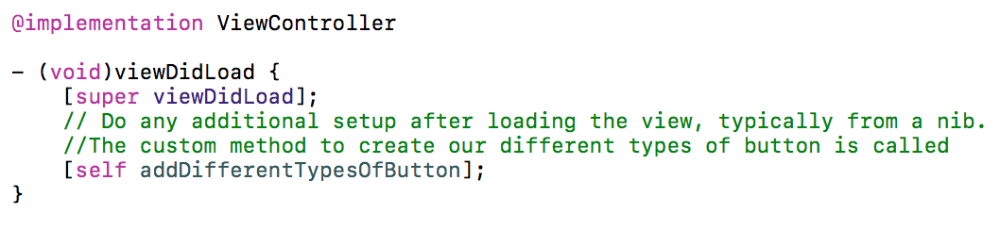 @implementation ViewController
- (void)viewDidLoad {
[super viewDidLoad];
// Do any additional setup after loading the view, typically from a nib.
//The custom method to create our different types of button is called
[self addDifferentTypesOfButton];
}